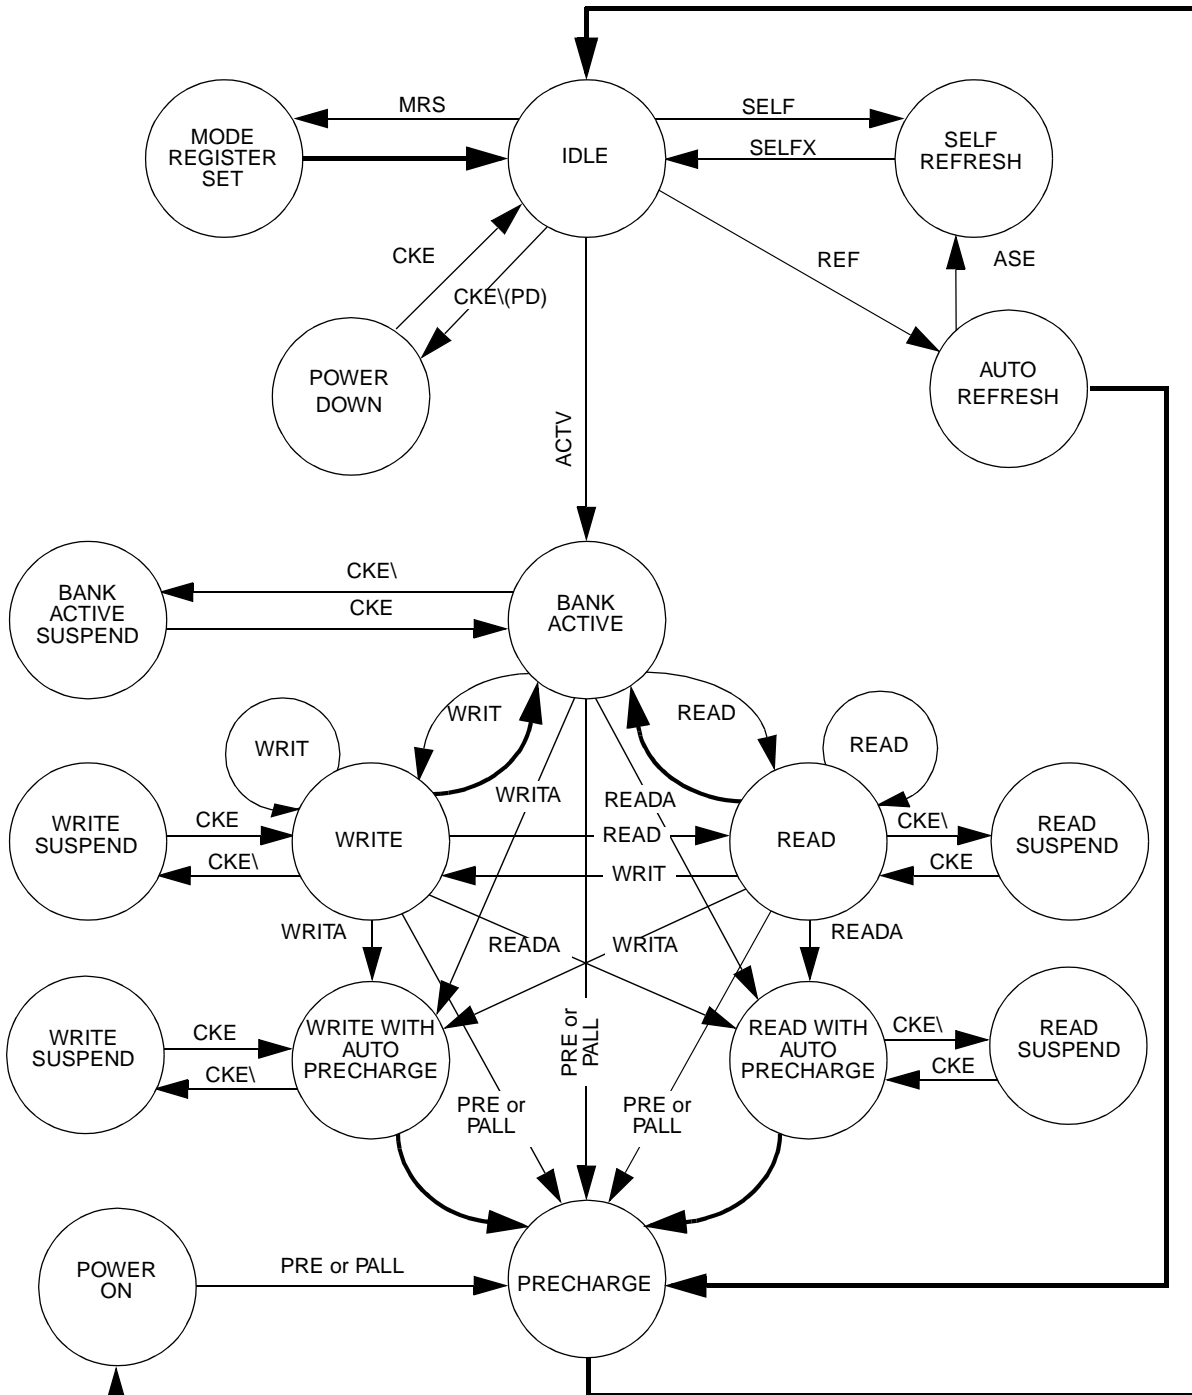 MRS
SELF
MODE
REGISTER
SET
IDLE
SELFX
SELF
REFRESH
CKE
CKE\(PD)
REF
ASE
POWER
DOWN
AUTO
REFRESH
ACTV
CKE\
CKE
BANK
ACTIVE
SUSPEND
BANK
ACTIVE
WRIT
READ
WRIT
READ
WRITA
READA
WRITE
SUSPEND
CKE
CKE\
WRITE
READ
WRIT
READ
CKE\
CKE
READ
SUSPEND
WRITA
READA
WRITA
READA
WRITE
SUSPEND
CKE
CKE\
WRITE WITH
AUTO
PRECHARGE
PRE or
PALL
READ WITH
AUTO
PRECHARGE
CKE\
CKE
READ
SUSPEND
PRE or
PALL
PRE or
PALL
POWER
ON
PRE or PALL
PRECHARGE